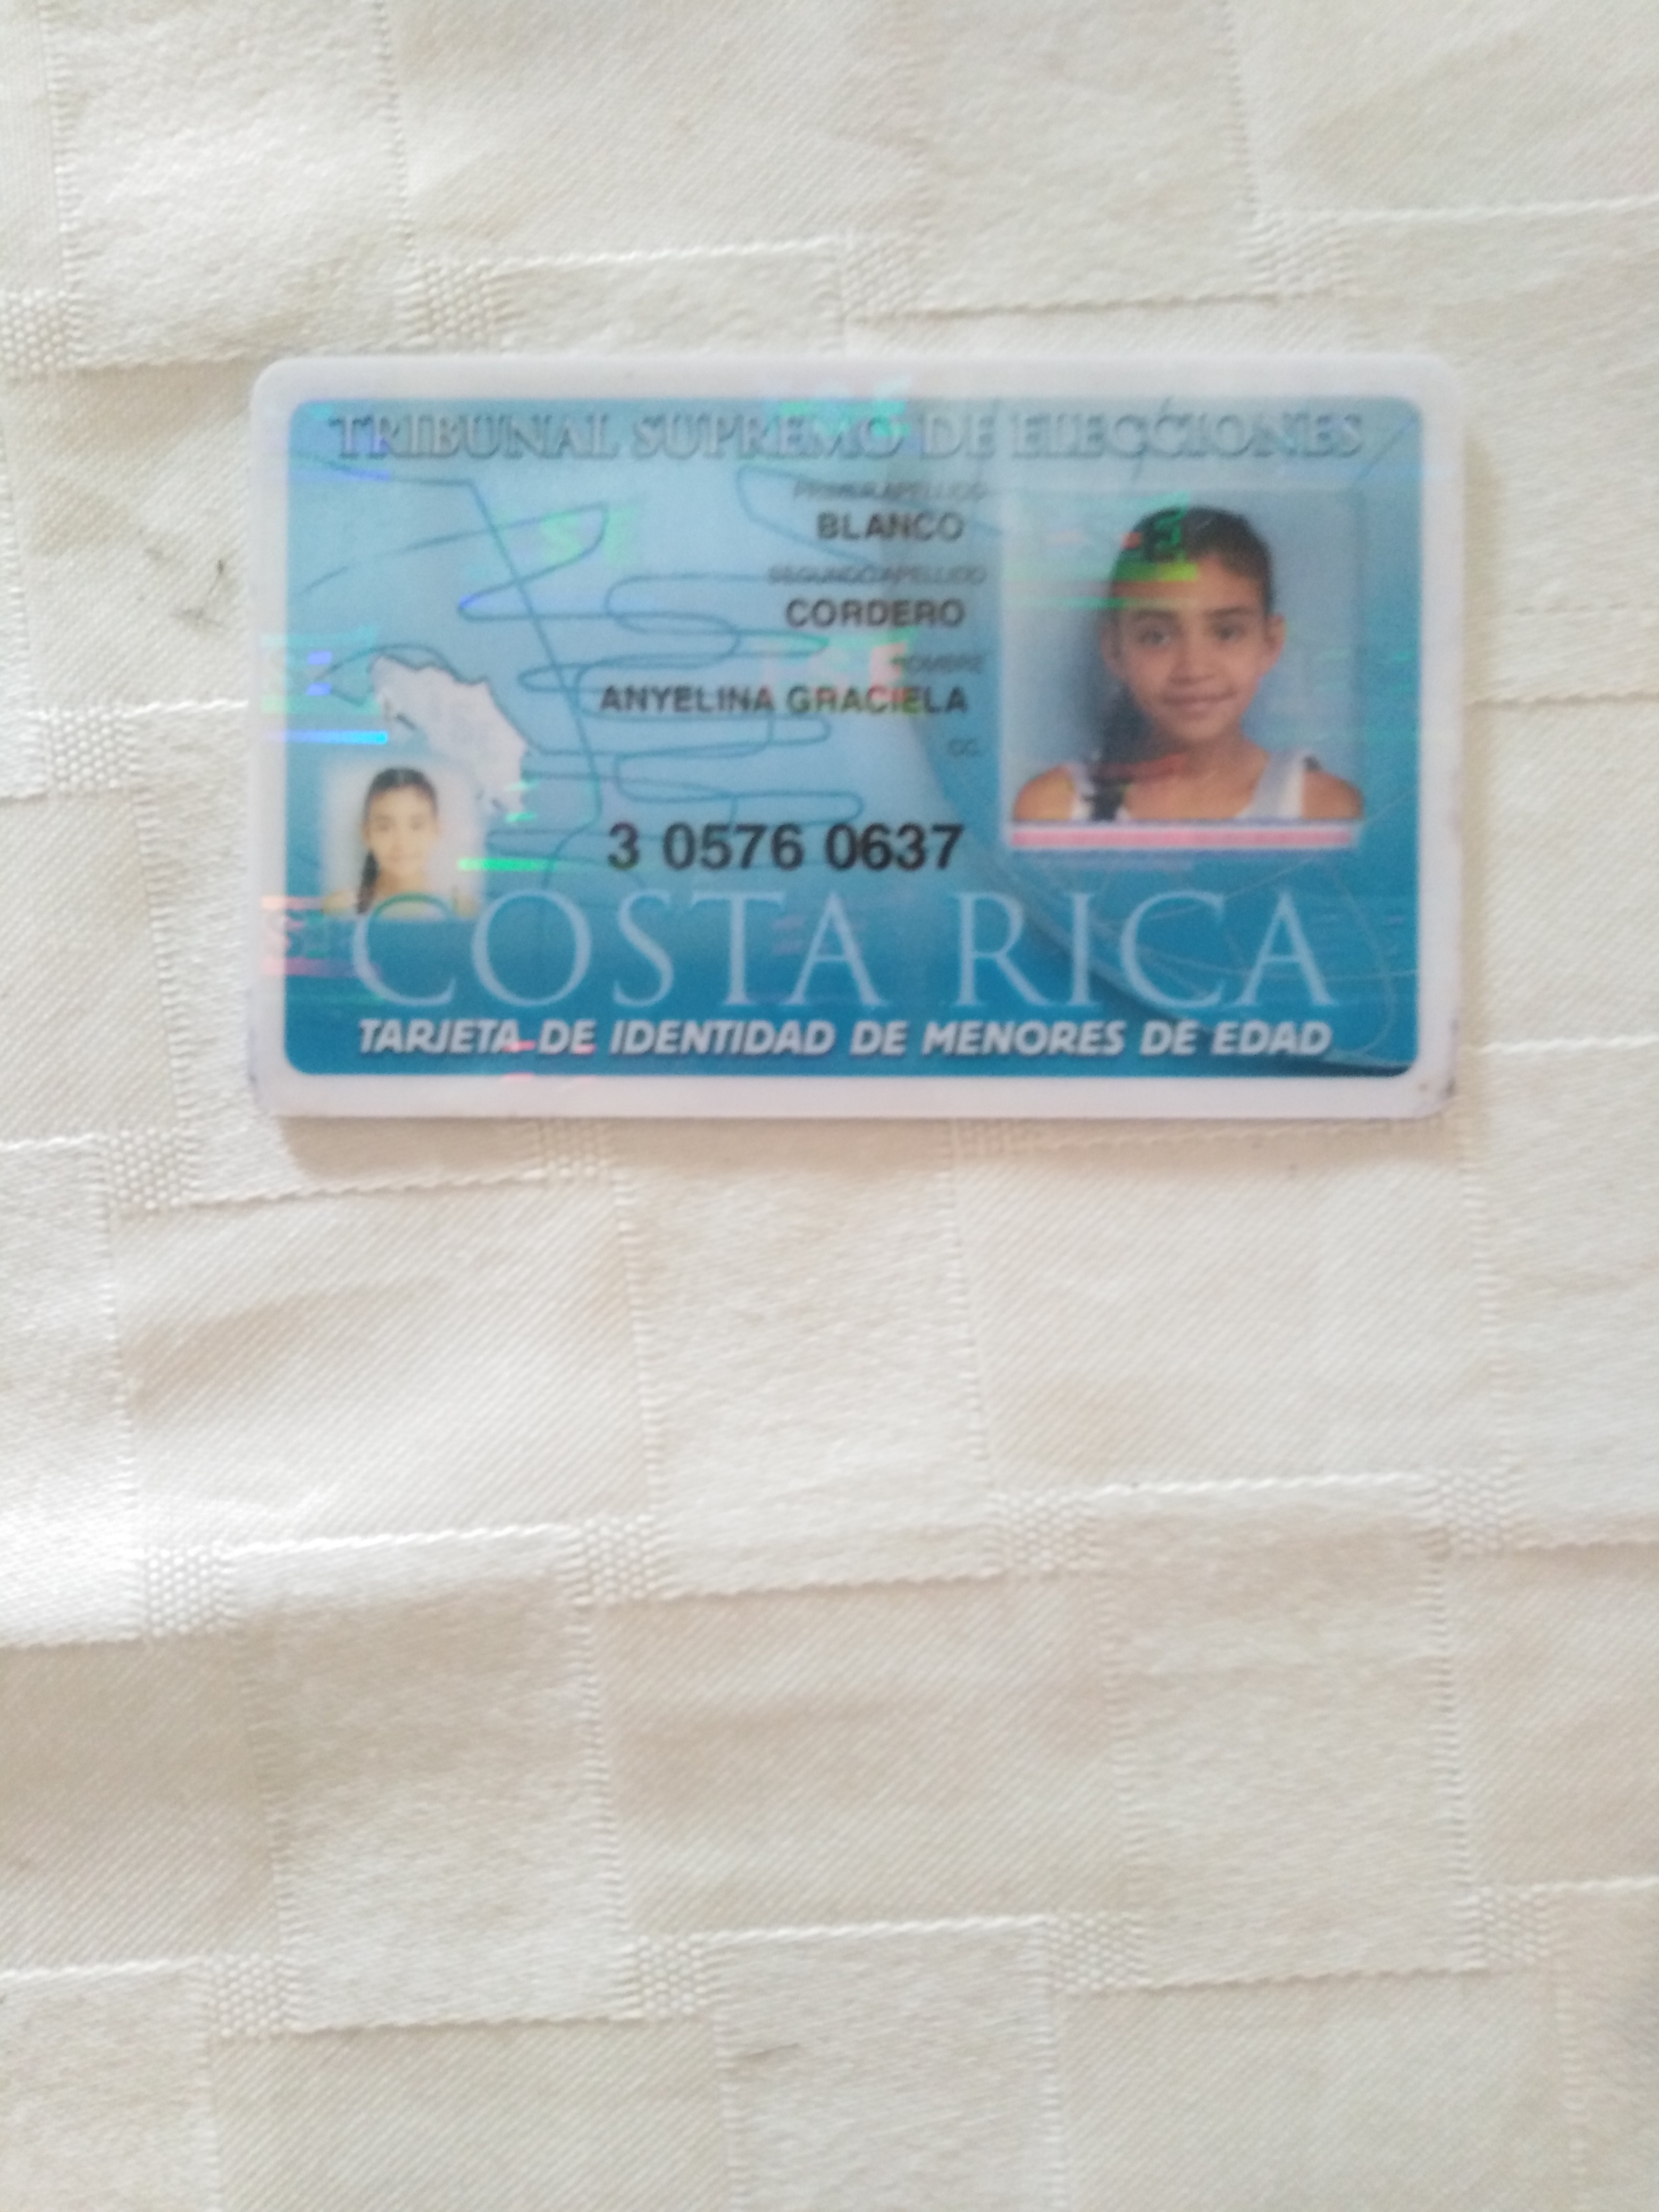 TRIBUNAL SUPREMO DE ELECCIONES
PRIMER APELLIDO
BLANCO
SEGUNDO APELLIDO
CORDERO
NOMBRE
ANYELINA GRACIELA
CC.
3 0576 0637
COSTA RICA
TARJETA DE IDENTIDAD DE MENORES DE EDAD